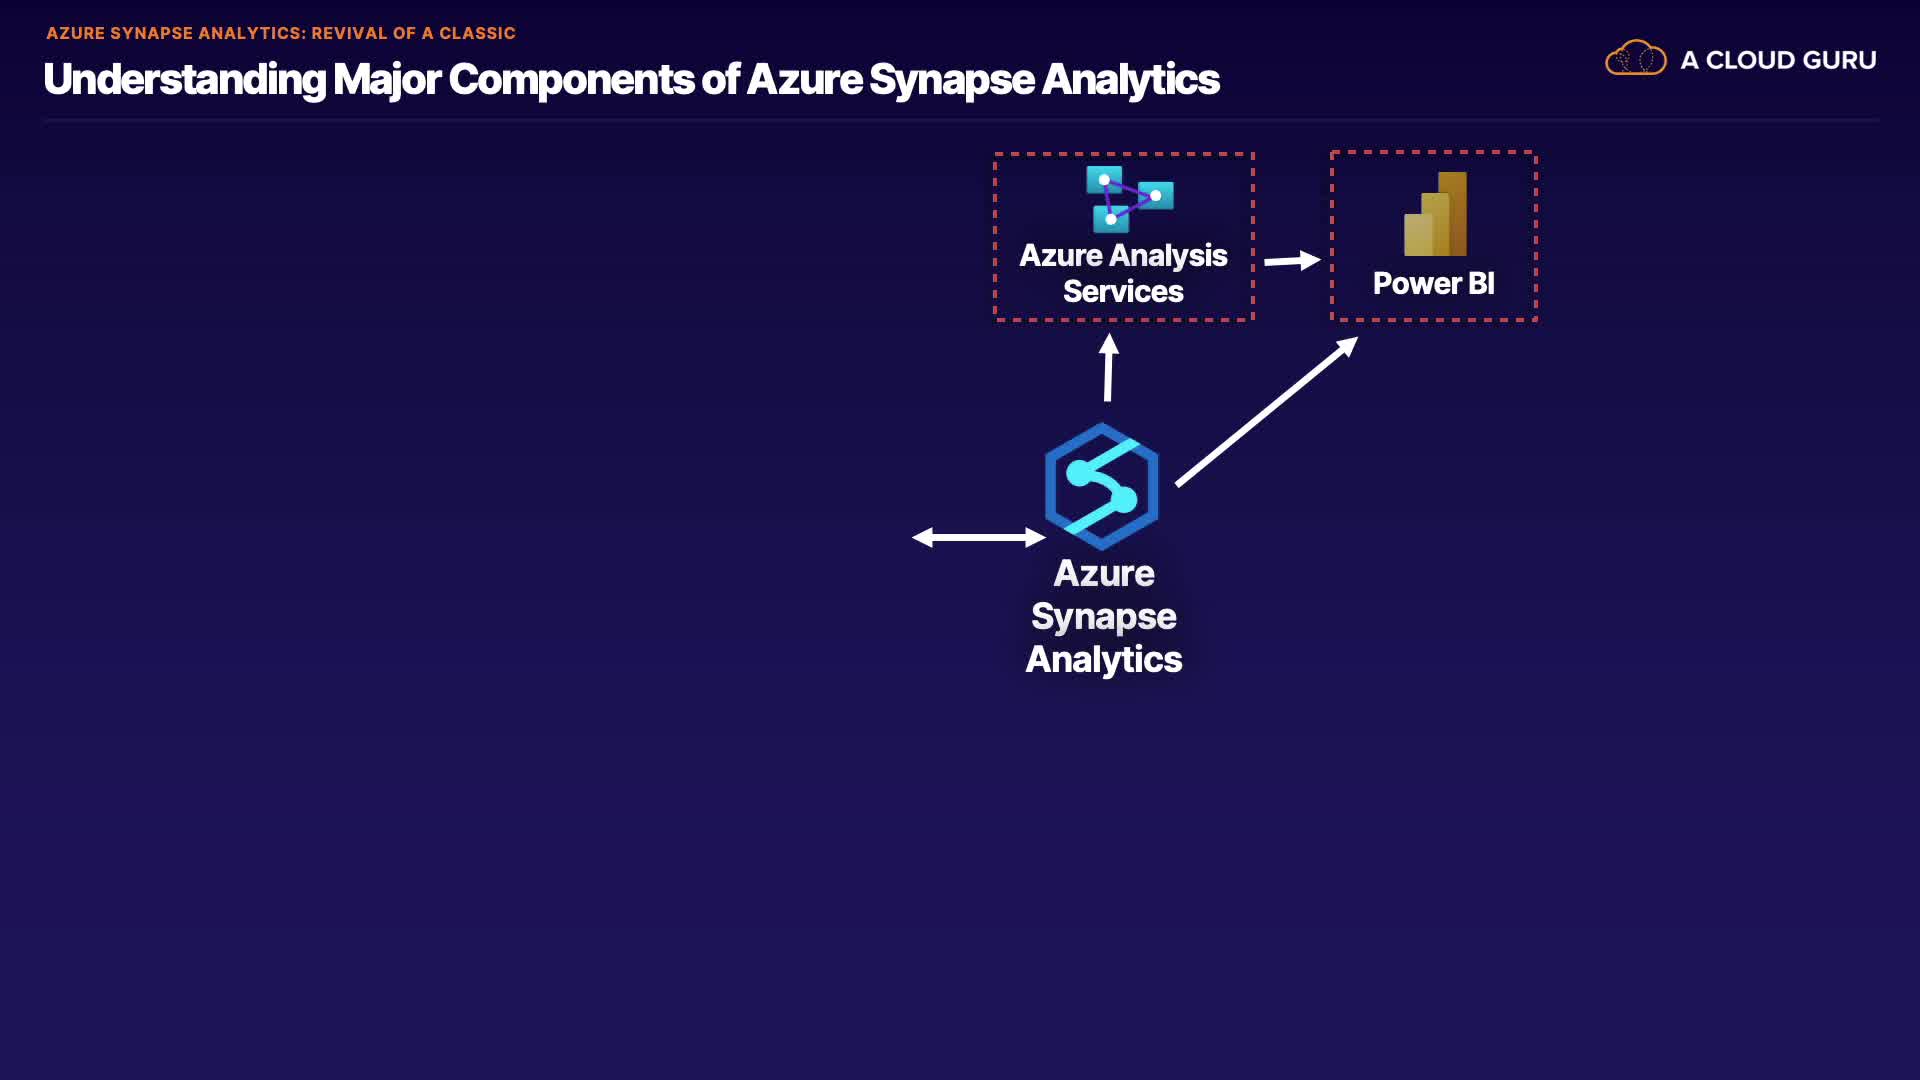 AZURE SYNAPSE ANALYTICS: REVIVAL OF A CLASSIC
Understanding Major Components of Azure Synapse Analytics
A CLOUD GURU
Azure Analysis
Services
Power BI
Azure
Synapse
Analytics